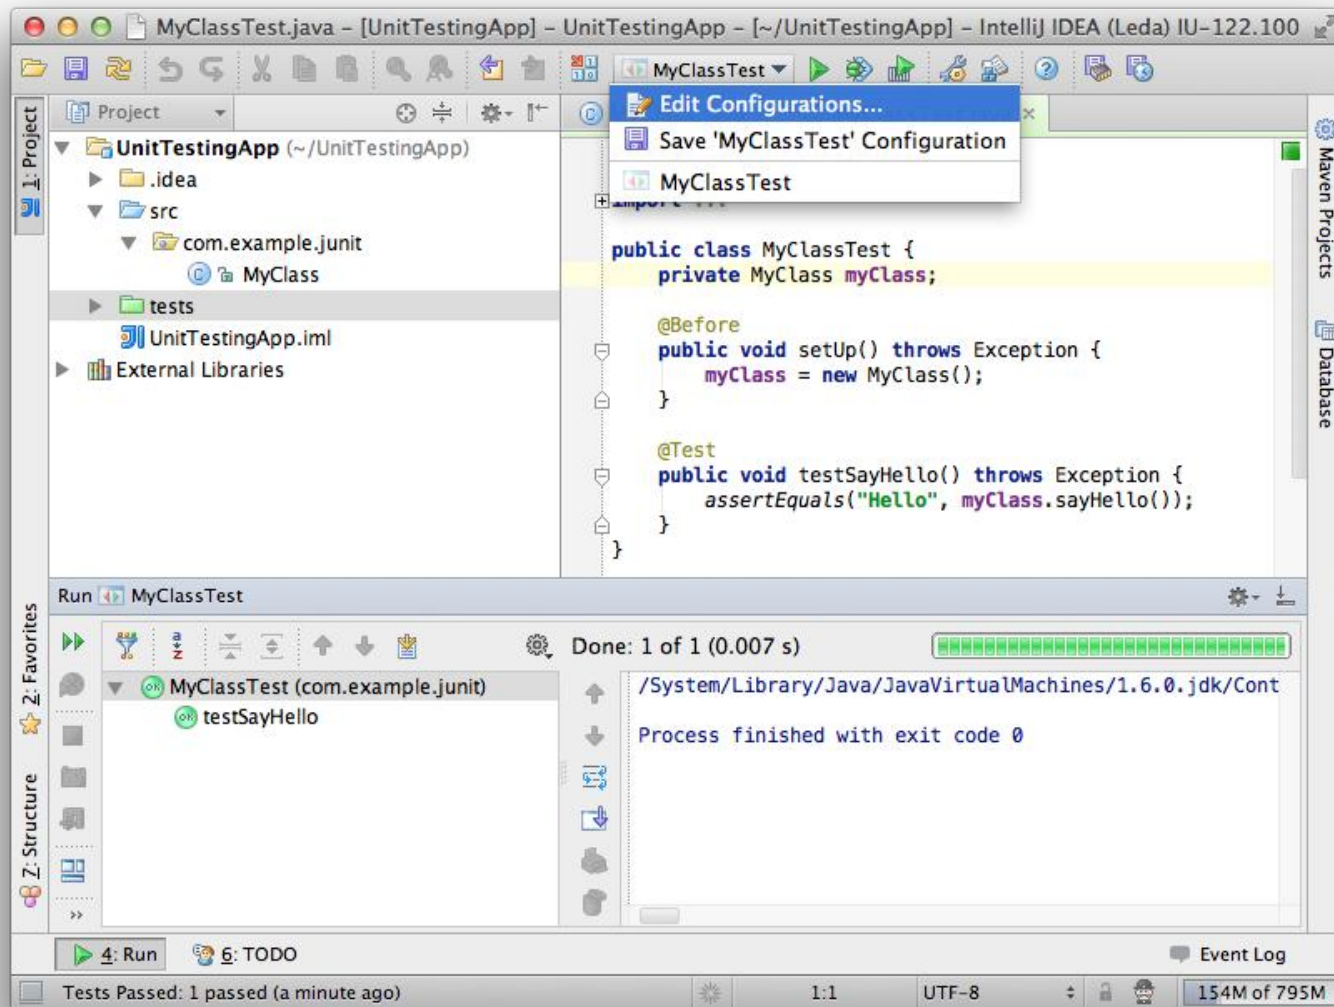 MyClassTest.java – [UnitTestingApp] – UnitTestingApp – [~/UnitTestingApp] – IntelliJ IDEA (Leda) IU-122.100
MyClassTest
Edit Configurations...
Save 'MyClassTest' Configuration
MyClassTest
1: Project
Project
UnitTestingApp (~/UnitTestingApp)
.idea
src
com.example.junit
MyClass
tests
UnitTestingApp.iml
External Libraries
import ...
public class MyClassTest {
private MyClass myClass;
@Before
public void setUp() throws Exception {
myClass = new MyClass();
}
@Test
public void testSayHello() throws Exception {
assertEquals("Hello", myClass.sayHello());
}
}
Maven Projects
Database
2: Favorites
Z: Structure
Run MyClassTest
Done: 1 of 1 (0.007 s)
MyClassTest (com.example.junit)
testSayHello
/System/Library/Java/JavaVirtualMachines/1.6.0.jdk/Cont
Process finished with exit code 0
4: Run
6: TODO
Event Log
Tests Passed: 1 passed (a minute ago)
1:1
UTF-8
154M of 795M